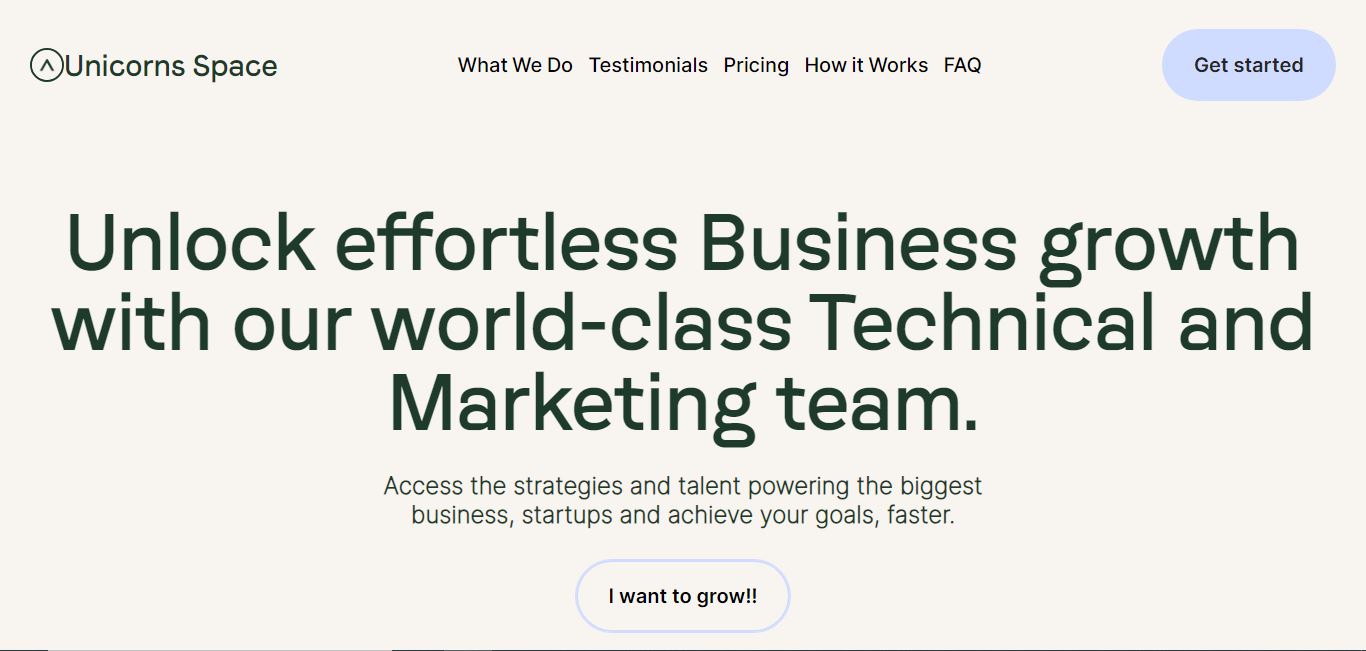 Unicorns Space
What We Do Testimonials Pricing How it Works FAQ
Get started
Unlock effortless Business growth
with our world-class Technical and
Marketing team.
Access the strategies and talent powering the biggest
business, startups and achieve your goals, faster.
I want to grow!!